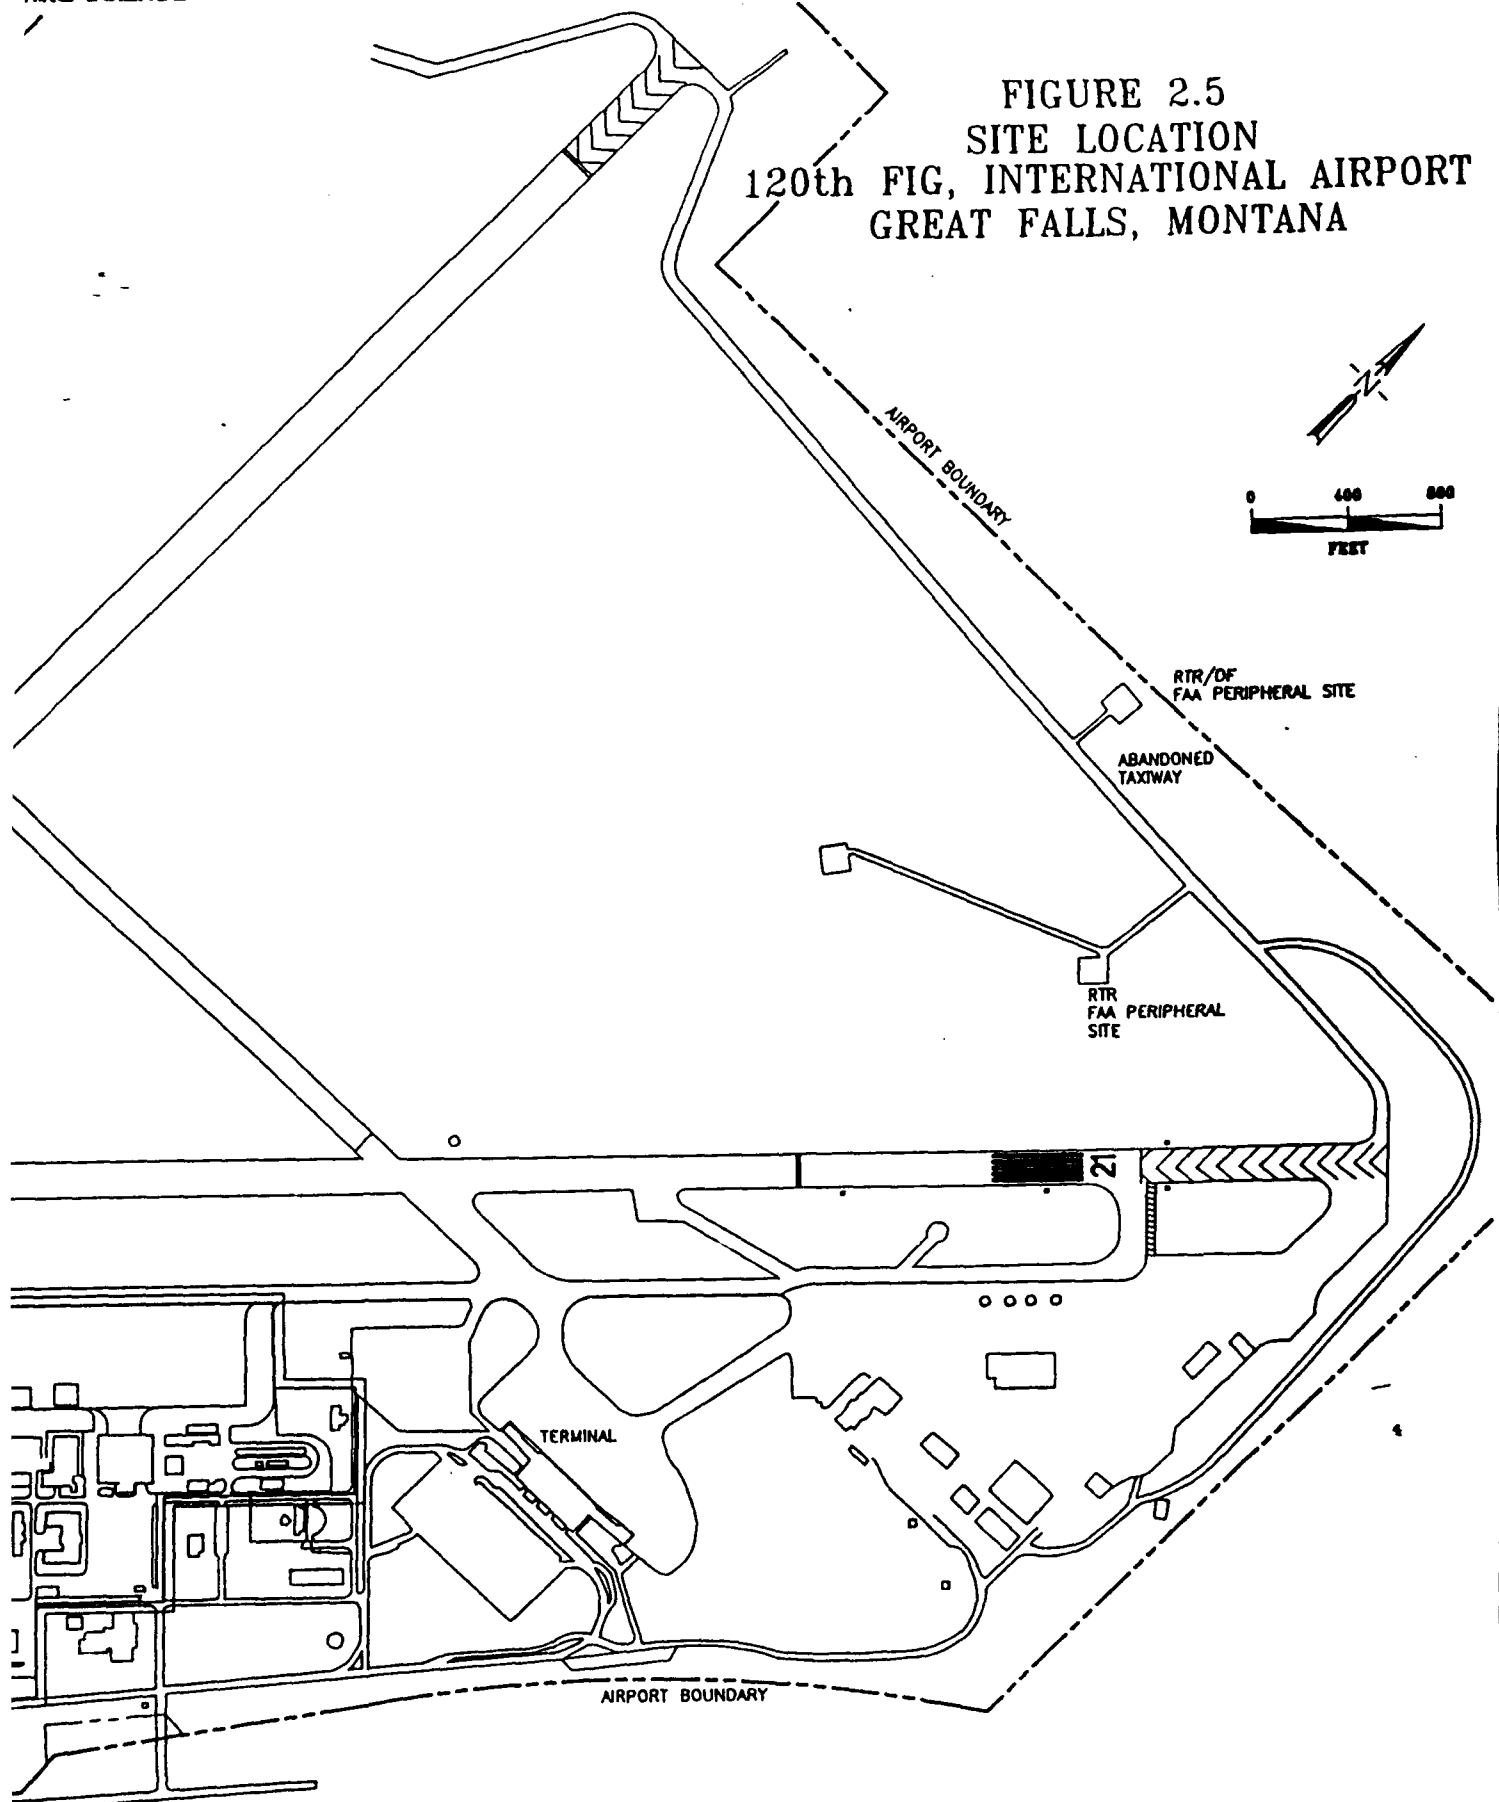 FIGURE 2.5
SITE LOCATION
120th FIG, INTERNATIONAL AIRPORT
GREAT FALLS, MONTANA
N
AIRPORT BOUNDARY
0 400 800
FEET
RTR/DF
FAA PERIPHERAL SITE
ABANDONED
TAXIWAY
RTR
FAA PERIPHERAL
SITE
21
TERMINAL
AIRPORT BOUNDARY